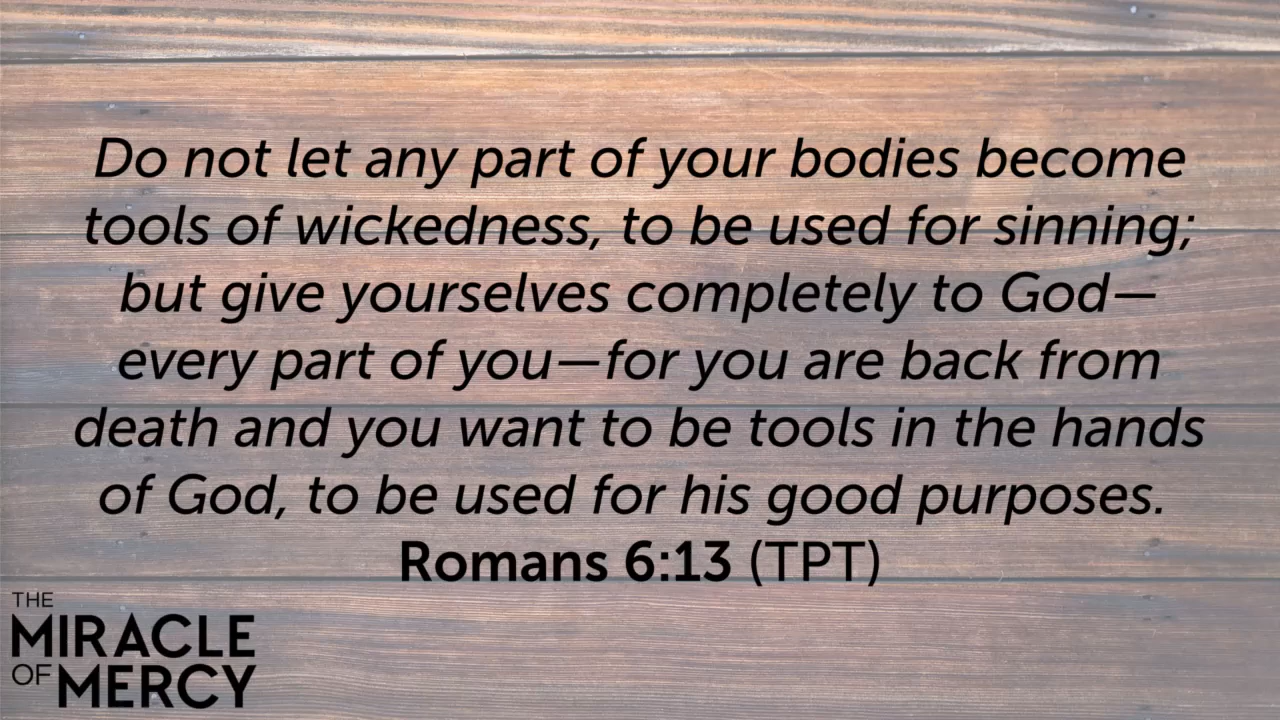 Do not let any part of your bodies become
tools of wickedness, to be used for sinning;
but give yourselves completely to God—
every part of you—for you are back from
death and you want to be tools in the hands
of God, to be used for his good purposes.
Romans 6:13 (TPT)
THE
MIRACLE
OF MERCY